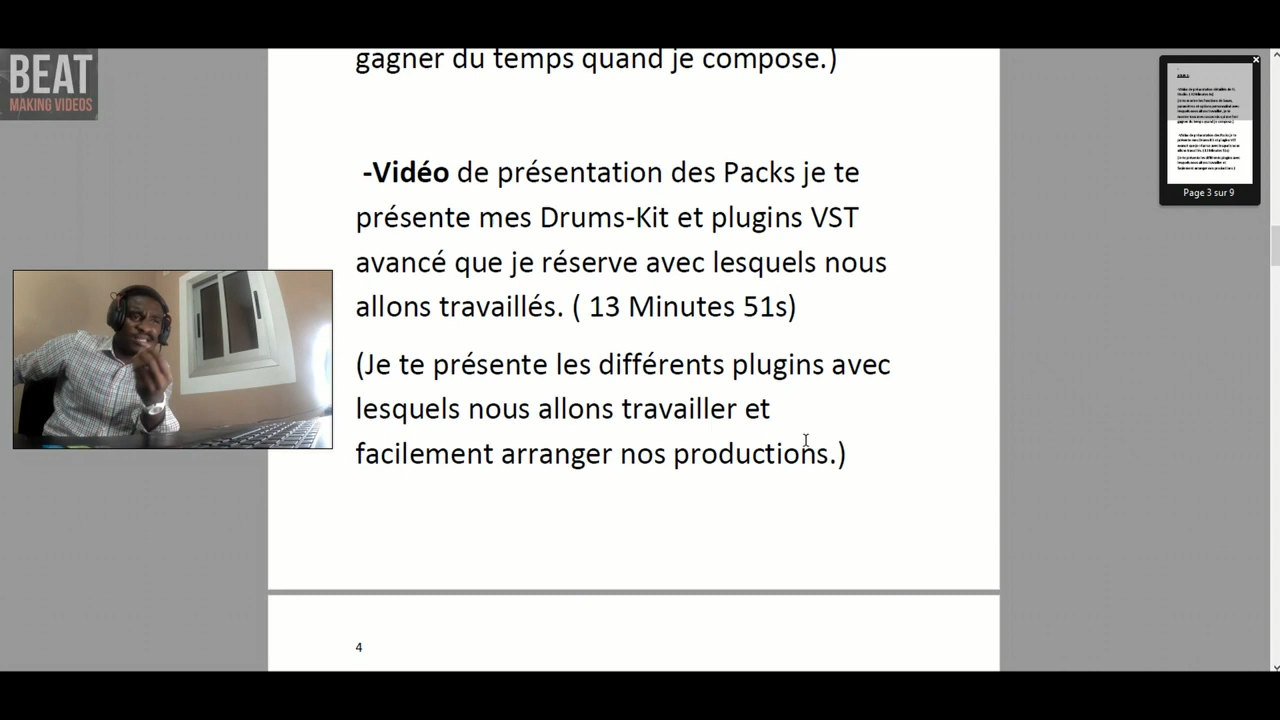 BEAT
MAKING VIDEOS
gagner du temps quand je compose.)
-Vidéo de présentation des Packs je te
présente mes Drums-Kit et plugins VST
avancé que je réserve avec lesquels nous
allons travaillés. ( 13 Minutes 51s)
(Je te présente les différents plugins avec
lesquels nous allons travailler et
facilement arranger nos productions.)
4
Page 3 sur 9